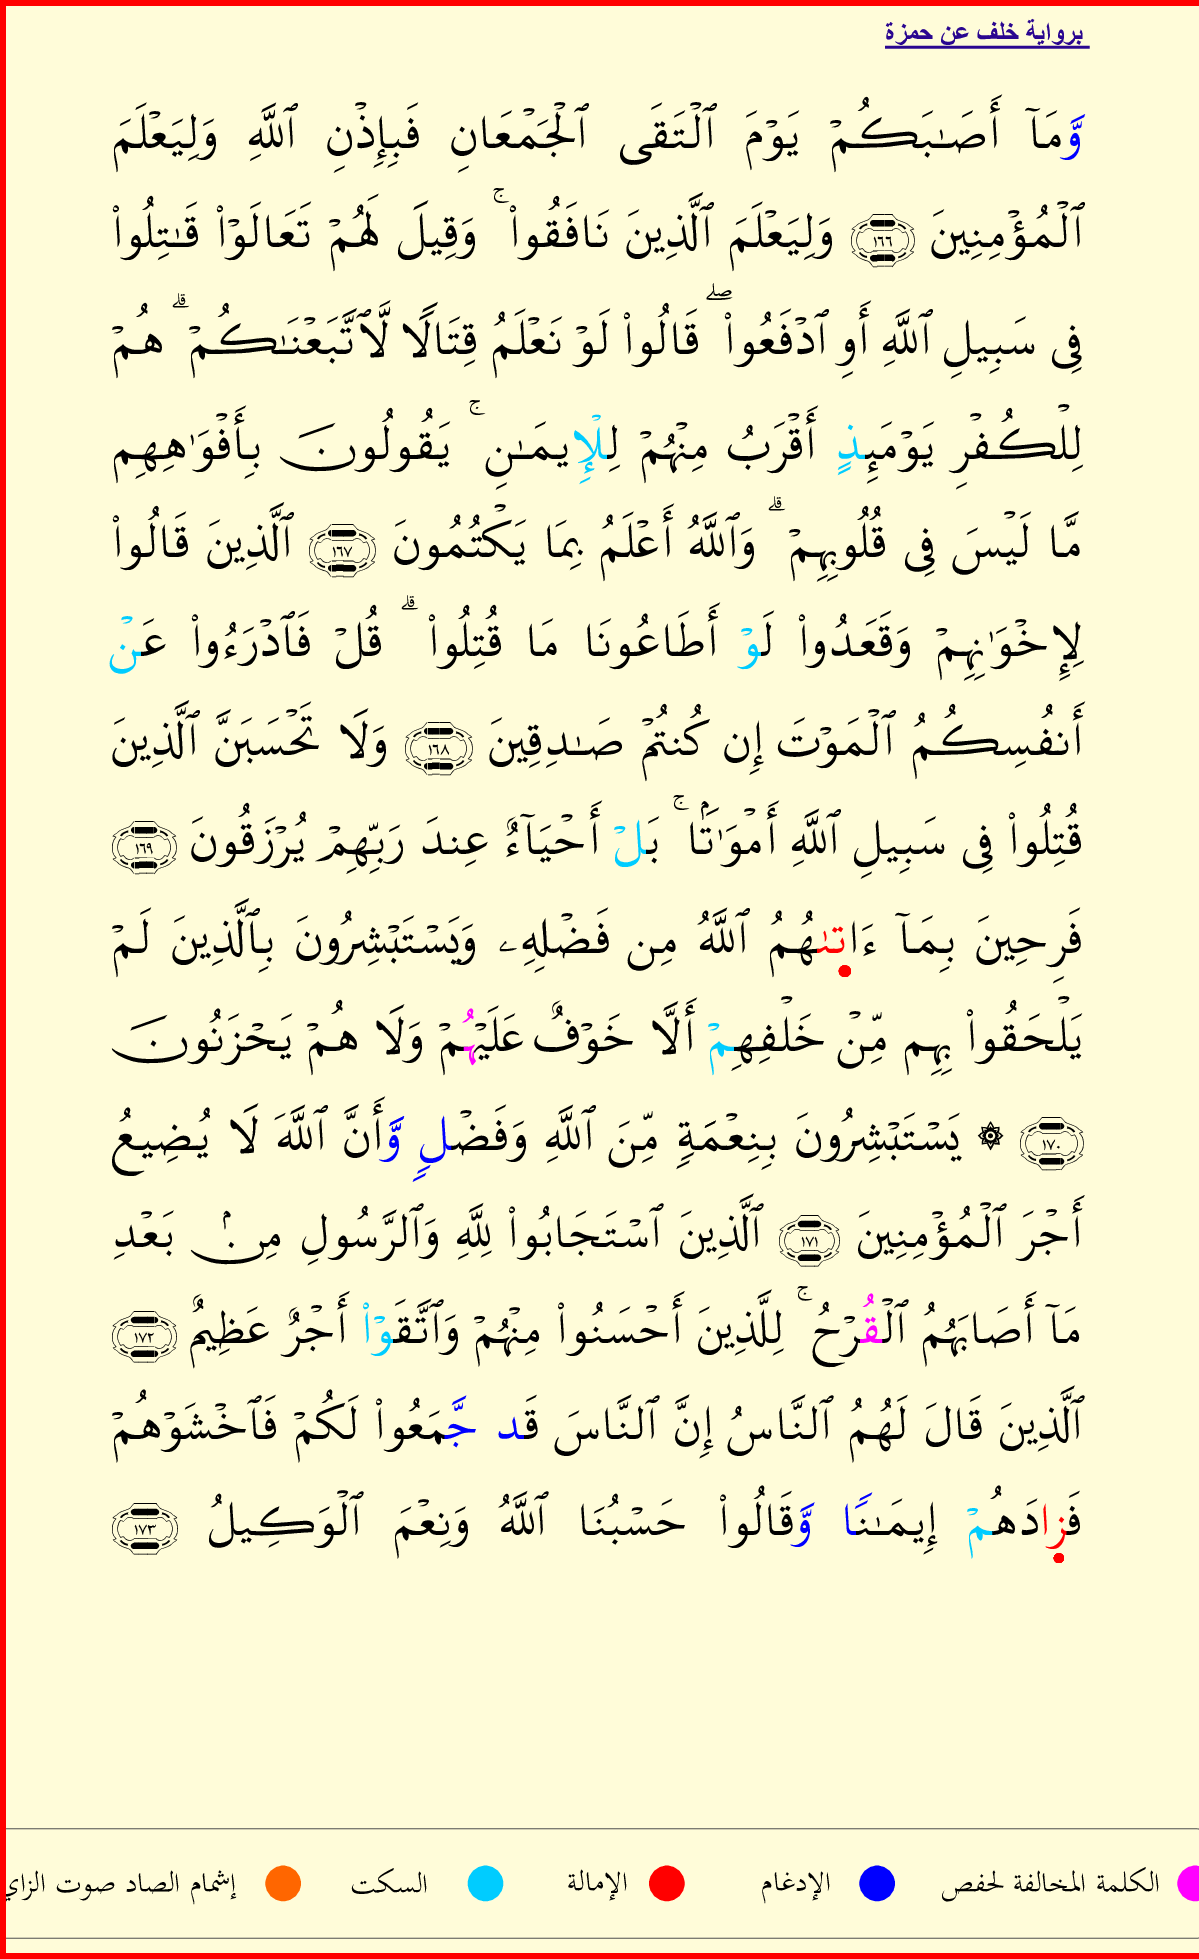 برواية خلف عن حمزة
وَّمَآ أَصَـٰبَكُمۡ يَوۡمَ ٱلۡتَقَى ٱلۡجَمۡعَانِ فَبِإِذۡنِ ٱللَّهِ وَلِيَعۡلَمَ
ٱلۡمُؤۡمِنِينَ ١٦٦ وَلِيَعۡلَمَ ٱلَّذِينَ نَافَقُواْۚ وَقِيلَ لَهُمۡ تَعَالَوۡاْ قَـٰتِلُواْ
فِى سَبِيلِ ٱللَّهِ أَوِ ٱدۡفَعُواْۖ قَالُواْ لَوۡ نَعۡلَمُ قِتَالًا لَّٱتَّبَعۡنَـٰكُمۡۗ هُمۡ
لِلۡكُفۡرِ يَوۡمَئِذٍ أَقۡرَبُ مِنۡهُمۡ لِلۡإِيمَـٰنِۚ يَقُولُونَ بِأَفۡوَٰهِهِم
مَّا لَيۡسَ فِى قُلُوبِهِمۡۗ وَٱللَّهُ أَعۡلَمُ بِمَا يَكۡتُمُونَ ١٦٧ ٱلَّذِينَ قَالُواْ
لِإِخۡوَٰنِهِمۡ وَقَعَدُواْ لَوۡ أَطَاعُونَا مَا قُتِلُواْۗ قُلۡ فَٱدۡرَءُواْ عَنۡ
أَنفُسِكُمُ ٱلۡمَوۡتَ إِن كُنتُمۡ صَـٰدِقِينَ ١٦٨ وَلَا تَحۡسَبَنَّ ٱلَّذِينَ
قُتِلُواْ فِى سَبِيلِ ٱللَّهِ أَمۡوَٰتَۢاۚ بَلۡ أَحۡيَآءٌ عِندَ رَبِّهِمۡ يُرۡزَقُونَ ١٦٩
فَرِحِينَ بِمَآ ءَاتَىٰهُمُ ٱللَّهُ مِن فَضۡلِهِۦ وَيَسۡتَبۡشِرُونَ بِٱلَّذِينَ لَمۡ
يَلۡحَقُواْ بِهِم مِّنۡ خَلۡفِهِمۡ أَلَّا خَوۡفٌ عَلَيۡهُمۡ وَلَا هُمۡ يَحۡزَنُونَ
١٧٠ ۞ يَسۡتَبۡشِرُونَ بِنِعۡمَةٍ مِّنَ ٱللَّهِ وَفَضۡلٍ وَّأَنَّ ٱللَّهَ لَا يُضِيعُ
أَجۡرَ ٱلۡمُؤۡمِنِينَ ١٧١ ٱلَّذِينَ ٱسۡتَجَابُواْ لِلَّهِ وَٱلرَّسُولِ مِنۢ بَعۡدِ
مَآ أَصَابَهُمُ ٱلۡقُرۡحُۚ لِلَّذِينَ أَحۡسَنُواْ مِنۡهُمۡ وَٱتَّقَوۡاْ أَجۡرٌ عَظِيمٌ ١٧٢
ٱلَّذِينَ قَالَ لَهُمُ ٱلنَّاسُ إِنَّ ٱلنَّاسَ قَد جَّمَعُواْ لَكُمۡ فَٱخۡشَوۡهُمۡ
فَزِادَهُمۡ إِيمَـٰنًا وَّقَالُواْ حَسۡبُنَا ٱللَّهُ وَنِعۡمَ ٱلۡوَكِيلُ ١٧٣
الكلمة المخالفة لحفص الإدغام الإمالة السكت إشمام الصاد صوت الزاي